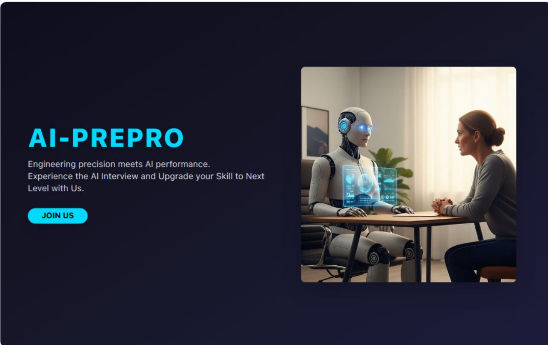 AI-PREPRO
Engineering precision meets AI performance.
Experience the AI Interview and Upgrade your Skill to Next
Level with Us.
JOIN US